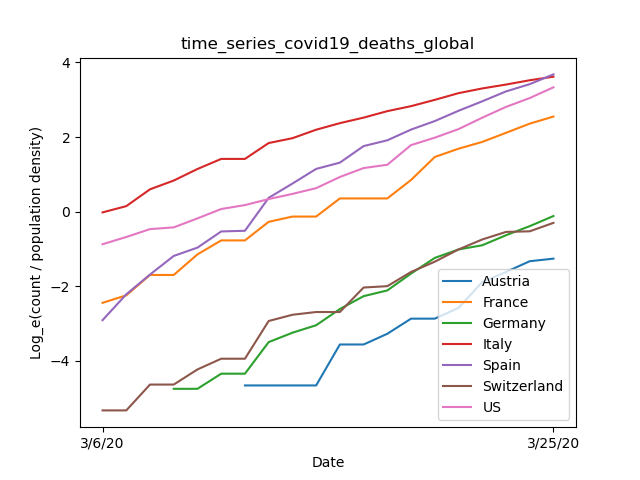 time_series_covid19_deaths_global
Log_e(count / population density)
4
2
0
−2
−4
Austria
France
Germany
Italy
Spain
Switzerland
US
3/6/20
3/25/20
Date